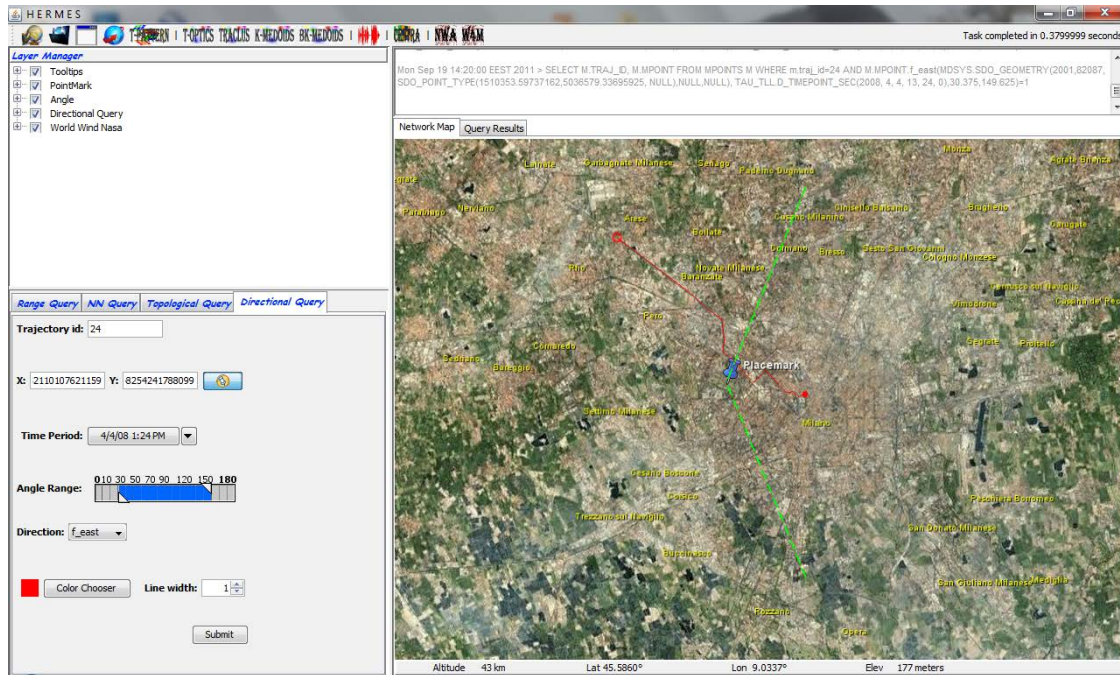 HERMES
T-PATTERN | T-OPTICS TRACLUS K-MEDOIDS BK-MEDOIDS | | | NWA WAM
Task completed in 0.3799999 seconds
Layer Manager
Tooltips
PointMark
Angle
Directional Query
World Wind Nasa
Mon Sep 19 14:20:00 EEST 2011 > SELECT M.TRAJ_ID, M.MPOINT FROM MPOINTS M WHERE m.traj_id=24 AND M.MPOINT.f_east(MDSYS.SDO_GEOMETRY(2001,82087,
SDO_POINT_TYPE(1510353.59737162,5036579.33695925, NULL),NULL,NULL), TAU_TLL.D_TIMEPOINT_SEC(2008, 4, 4, 13, 24, 0),30.375,149.625)=1
Network Map Query Results
Range Query NN Query Topological Query Directional Query
Trajectory id: 24
X: 2110107621159 Y: 8254241788099
Time Period: 4/4/08 1:24 PM
Angle Range: 0 10 30 50 70 90 120 150 180
Direction: f_east
Color Chooser Line width: 1
Submit
Monza
Lainate Garbagnate Milanese Senago Agrate Brianza
Paderno Dugnano
Parabiago Nerviano Cinisello Balsamo Brugherio
Arese Cusano Milanino Carugate
Bollate
Cormano Bresso Sesto San Giovanni
Cologno Monzese
Rho Novate Milanese
Baranzate
Cernusco sul Naviglio
Vimodrone
Pero
Segrate Pioltello
Cornaredo
Sedriano
Bareggio Placemark
Settimo Milanese
Milano
Cesano Boscone
Corsico
Peschiera Borromeo
Trezzano sul Naviglio
San Donato Milanese
Buccinasco
San Giuliano Milanese Mediglia
Rozzano
Opera
Altitude 43 km Lat 45.5860° Lon 9.0337° Elev 177 meters